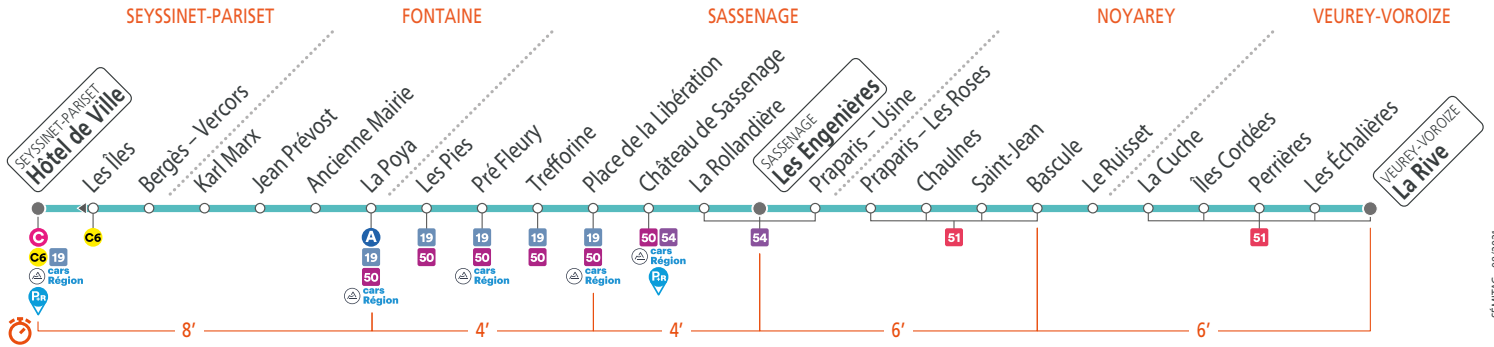 SEYSSINET-PARISET
FONTAINE
SASSENAGE
NOYAREY
VEUREY-VOROIZE
SEYSSINET-PARISET
Hôtel de Ville
Les Îles
Bergès – Vercors
Karl Marx
Jean Prévost
Ancienne Mairie
La Poya
Les Pies
Pré Fleury
Trefforine
Place de la Libération
Château de Sassenage
La Rollandière
SASSENAGE
Les Engenières
Praparis – Usine
Praparis – Les Roses
Chaulnes
Saint-Jean
Bascule
Le Ruisset
La Cuche
Îles Cordées
Perrières
Les Échalières
VEUREY-VOROIZE
La Rive
C
C6 19
cars
Région
P+R
C6
A
19
50
cars
Région
19
50
19
50
cars
Région
19
50
19
50
cars
Région
50 54
cars
Région
P+R
54
51
51
8’
4’
4’
6’
6’